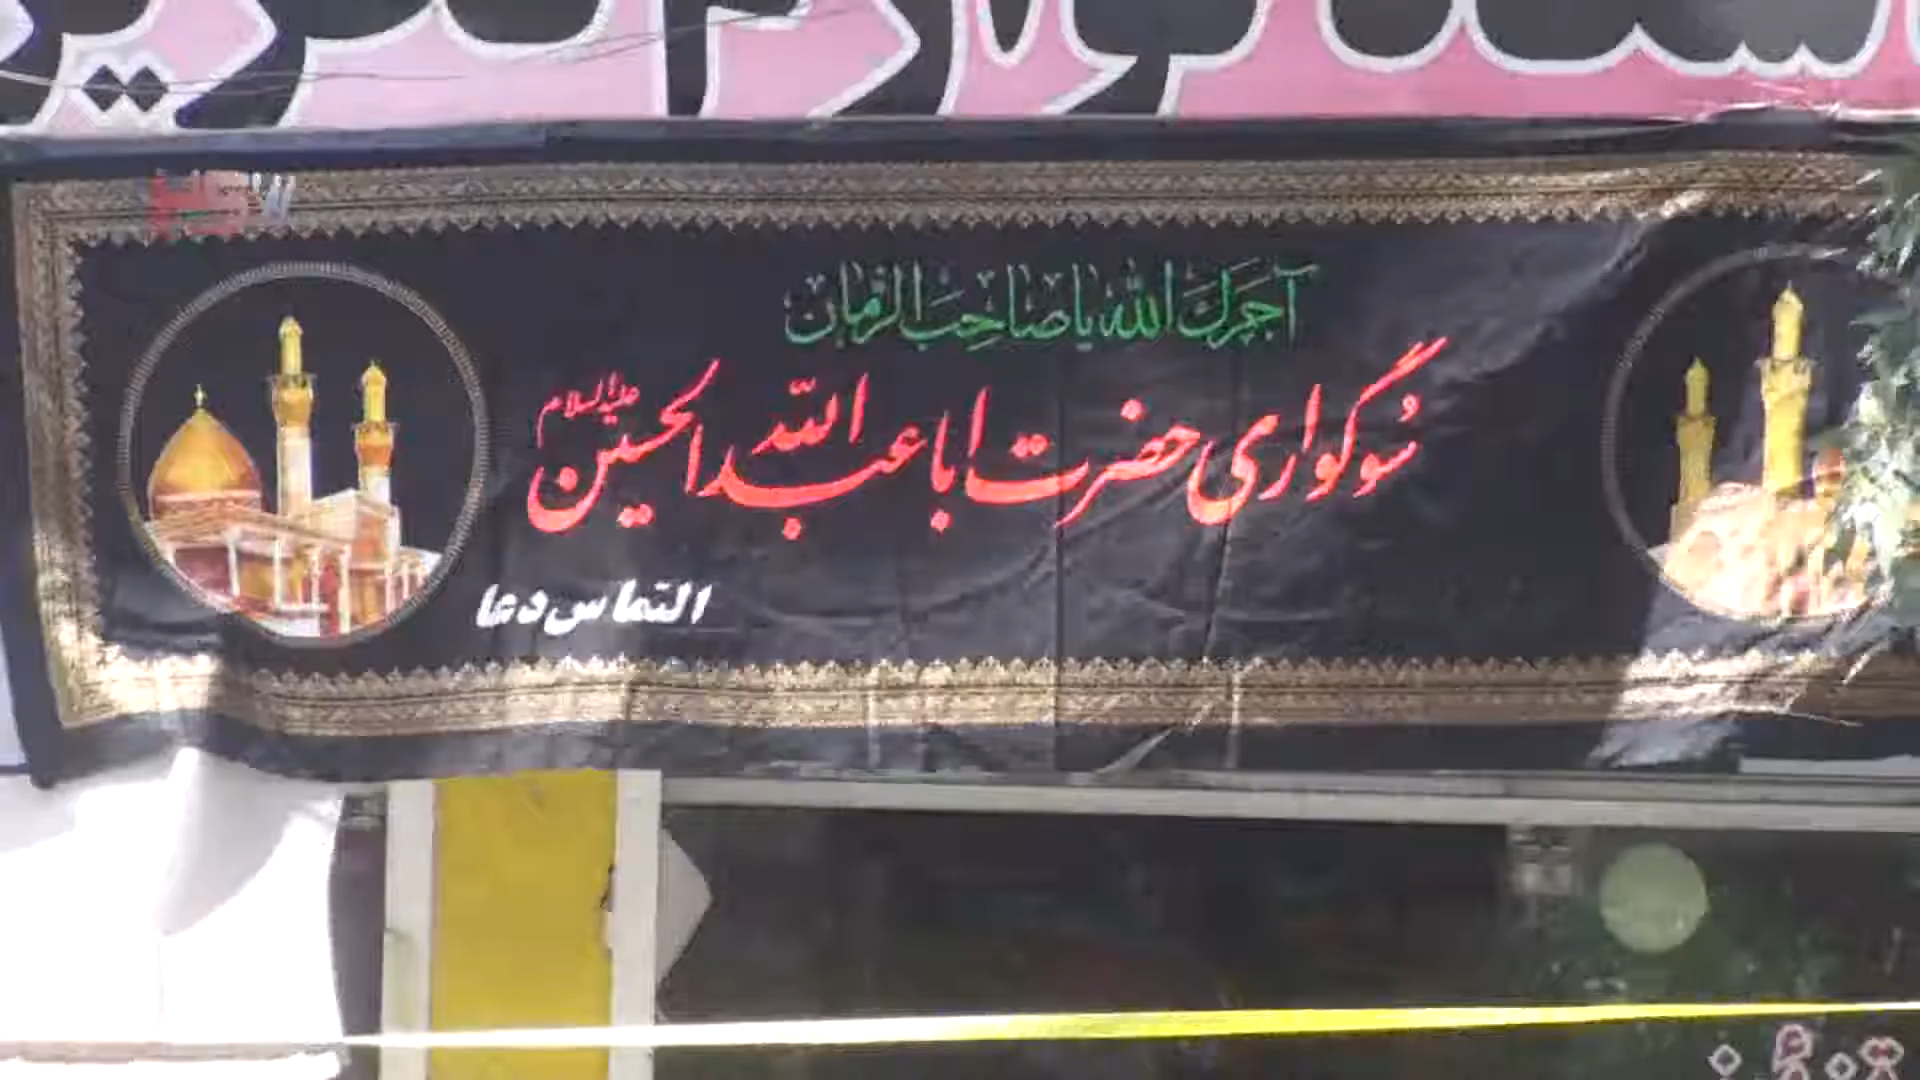 آجرک الله یا صاحب الزمان
سوگواری حضرت اباعبدالله الحسین علیه‌السلام
التماس دعا